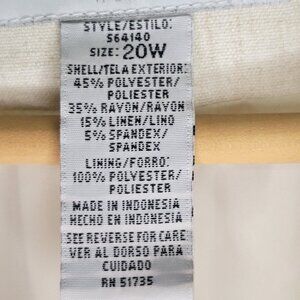 STYLE/ESTILO:
S64140
SIZE: 20W
SHELL/TELA EXTERIOR:
45% POLYESTER/
POLIESTER
35% RAYON/RAYON
15% LINEN/LINO
5% SPANDEX/
SPANDEX
LINING/FORRO:
100% POLYESTER/
POLIESTER
MADE IN INDONESIA
HECHO EN INDONESIA
SEE REVERSE FOR CARE
VER AL DORSO PARA
CUIDADO
RN 51735